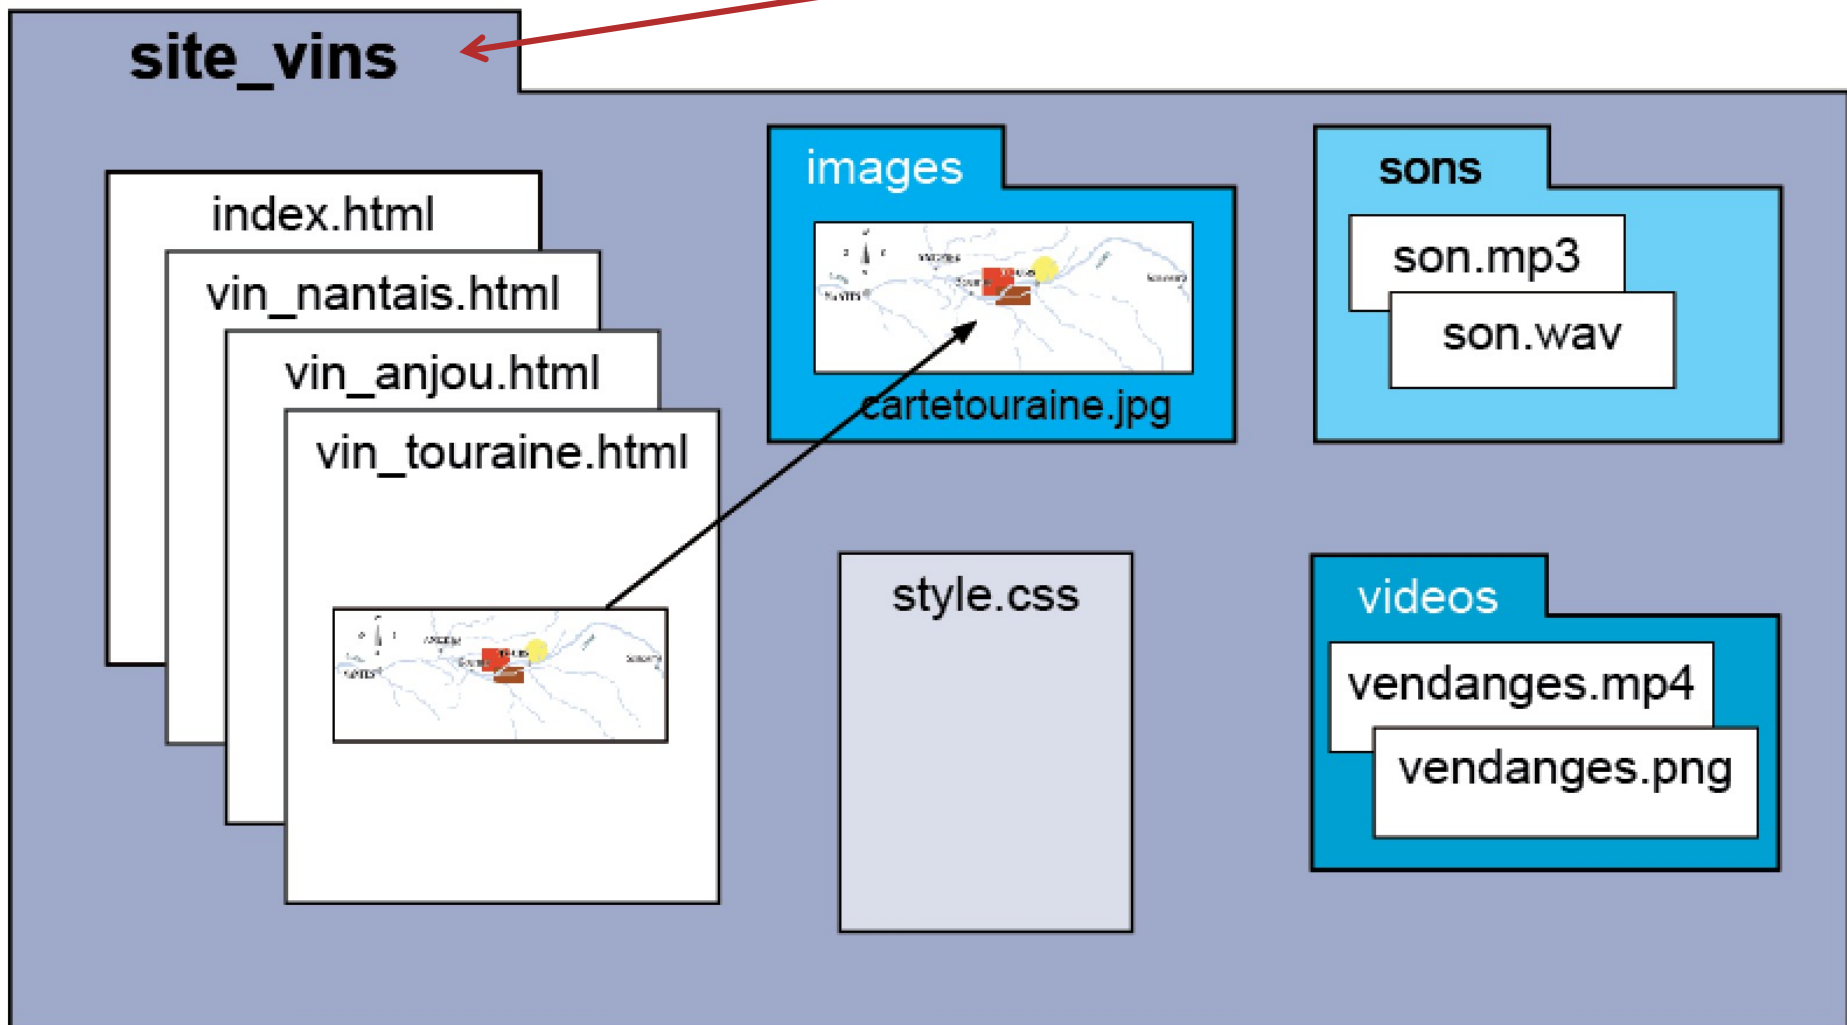 site_vins
index.html
vin_nantais.html
vin_anjou.html
vin_touraine.html
images
cartetouraine.jpg
sons
son.mp3
son.wav
style.css
videos
vendanges.mp4
vendanges.png